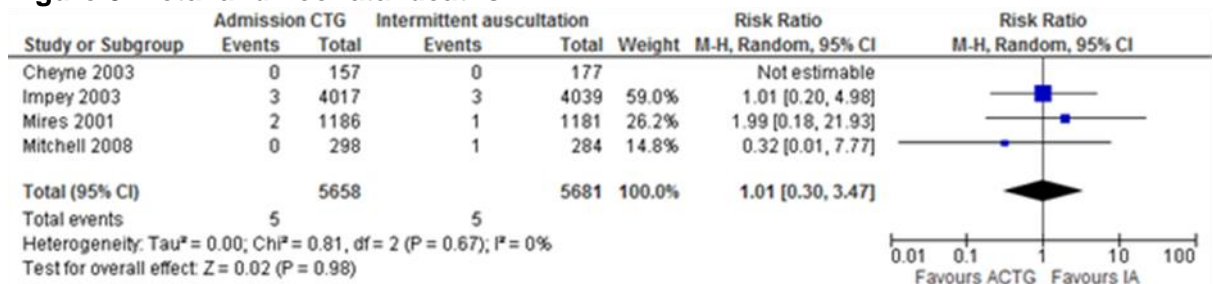 Admission CTG Intermittent auscultation Risk Ratio Risk Ratio
Study or Subgroup Events Total Events Total Weight M-H, Random, 95% CI M-H, Random, 95% CI
Cheyne 2003 0 157 0 177 Not estimable
Impey 2003 3 4017 3 4039 59.0% 1.01 [0.20, 4.98]
Mires 2001 2 1186 1 1181 26.2% 1.99 [0.18, 21.93]
Mitchell 2008 0 298 1 284 14.8% 0.32 [0.01, 7.77]
Total (95% CI) 5658 5681 100.0% 1.01 [0.30, 3.47]
Total events 5 5
Heterogeneity: Tau² = 0.00; Chi² = 0.81, df = 2 (P = 0.67); I² = 0%
Test for overall effect: Z = 0.02 (P = 0.98)
0.01 0.1 1 10 100
Favours ACTG Favours IA